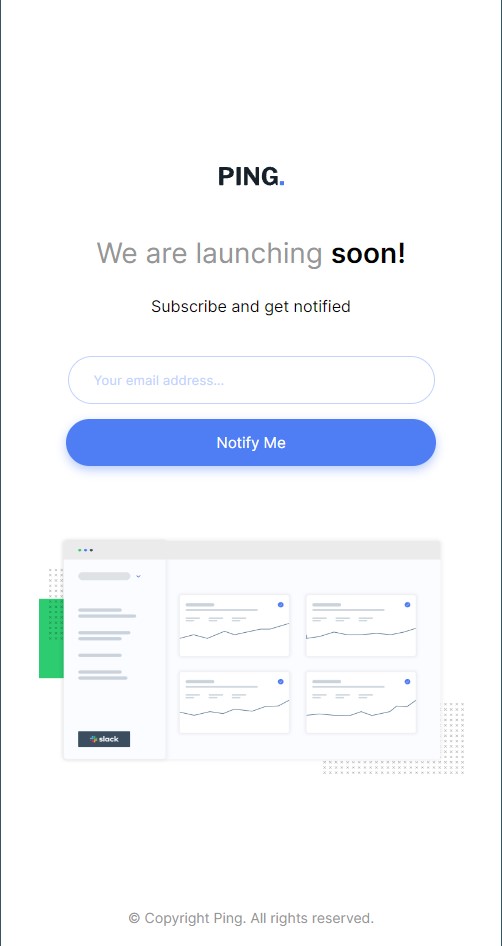 PING.
We are launching soon!
Subscribe and get notified
Your email address...
Notify Me
slack
© Copyright Ping. All rights reserved.